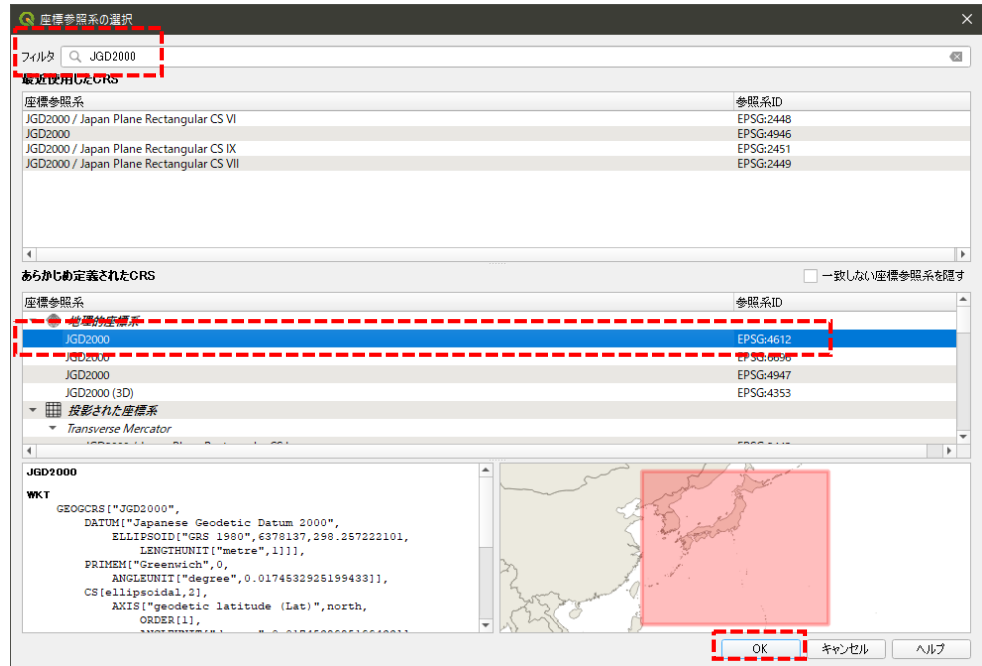 座標参照系の選択
フィルタ JGD2000
最近使用したCRS
座標参照系 参照系ID
JGD2000 / Japan Plane Rectangular CS VI EPSG:2448
JGD2000 EPSG:4946
JGD2000 / Japan Plane Rectangular CS IX EPSG:2451
JGD2000 / Japan Plane Rectangular CS VII EPSG:2449
あらかじめ定義されたCRS 一致しない座標参照系を隠す
座標参照系 参照系ID
地理的座標系
JGD2000 EPSG:4612
JGD2000 EPSG:6696
JGD2000 EPSG:4947
JGD2000 (3D) EPSG:4353
投影された座標系
Transverse Mercator
JGD2000
WKT
GEOGCRS["JGD2000",
DATUM["Japanese Geodetic Datum 2000",
ELLIPSOID["GRS 1980",6378137,298.257222101,
LENGTHUNIT["metre",1]]],
PRIMEM["Greenwich",0,
ANGLEUNIT["degree",0.0174532925199433]],
CS[ellipsoidal,2],
AXIS["geodetic latitude (Lat)",north,
ORDER[1],
OK キャンセル ヘルプ